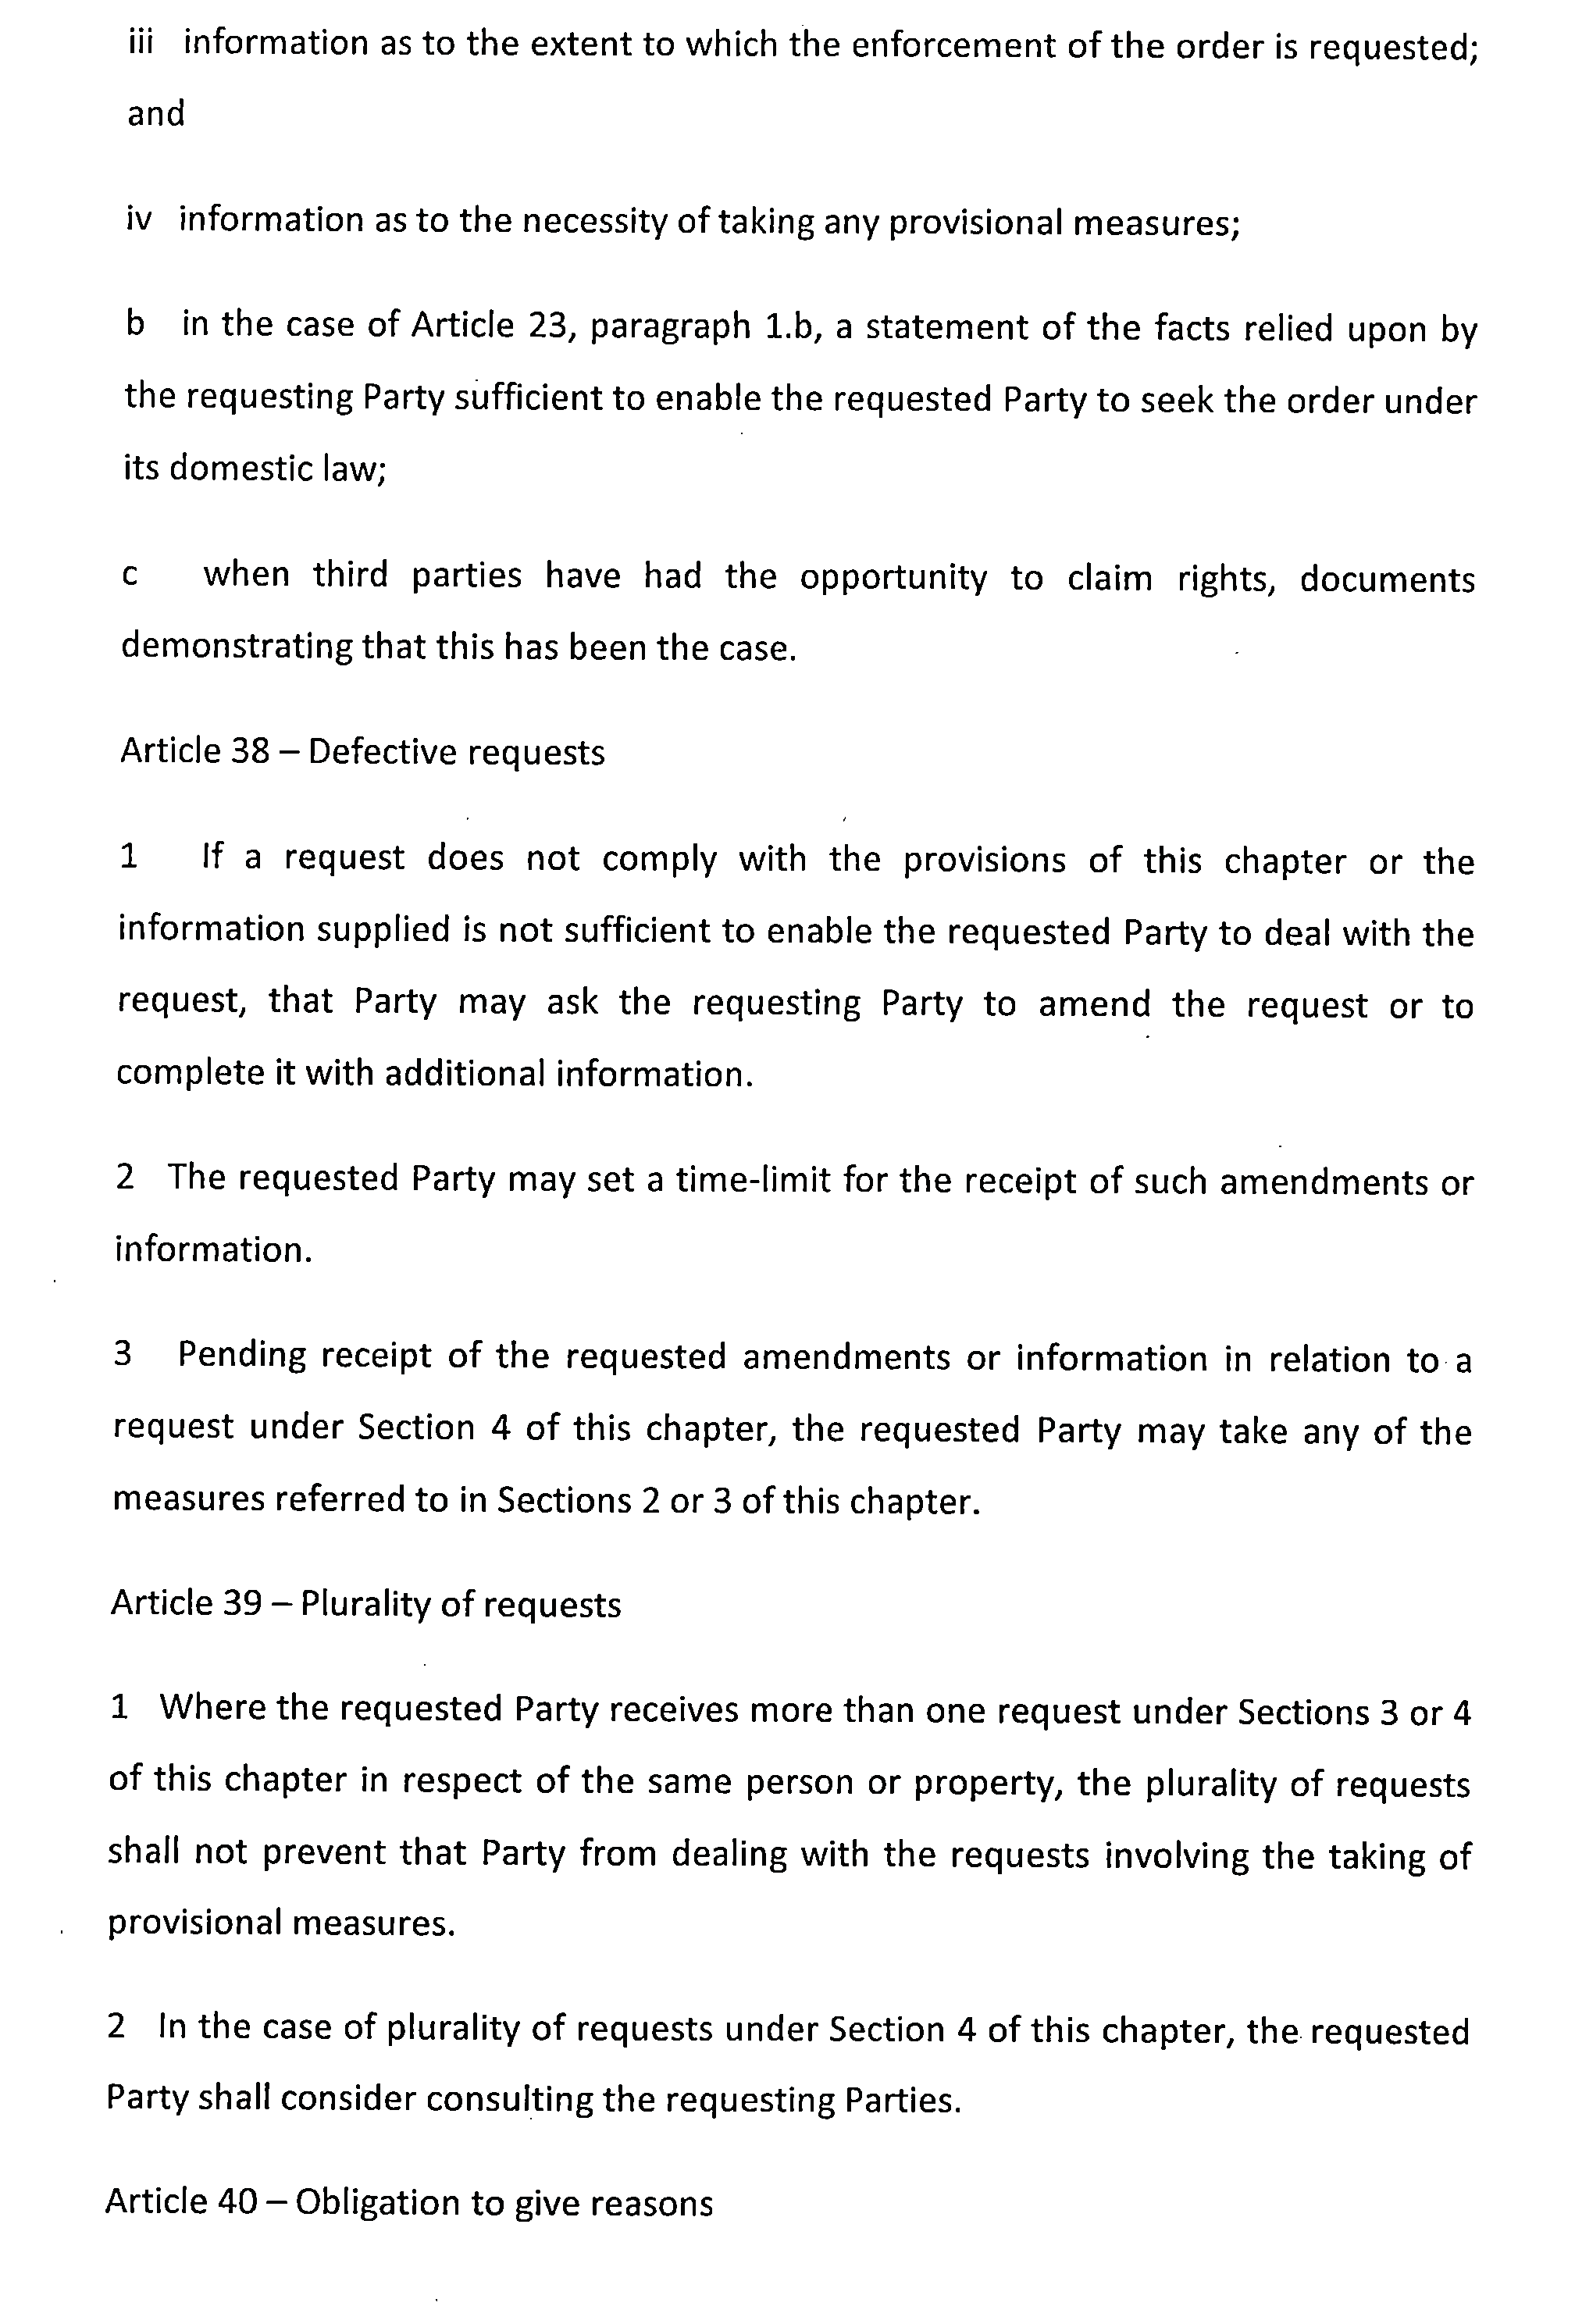 iii information as to the extent to which the enforcement of the order is requested;
and
iv information as to the necessity of taking any provisional measures;
b in the case of Article 23, paragraph 1.b, a statement of the facts relied upon by
the requesting Party sufficient to enable the requested Party to seek the order under
its domestic law;
c when third parties have had the opportunity to claim rights, documents
demonstrating that this has been the case.
Article 38 – Defective requests
1 If a request does not comply with the provisions of this chapter or the
information supplied is not sufficient to enable the requested Party to deal with the
request, that Party may ask the requesting Party to amend the request or to
complete it with additional information.
2 The requested Party may set a time-limit for the receipt of such amendments or
information.
3 Pending receipt of the requested amendments or information in relation to a
request under Section 4 of this chapter, the requested Party may take any of the
measures referred to in Sections 2 or 3 of this chapter.
Article 39 – Plurality of requests
1 Where the requested Party receives more than one request under Sections 3 or 4
of this chapter in respect of the same person or property, the plurality of requests
shall not prevent that Party from dealing with the requests involving the taking of
provisional measures.
2 In the case of plurality of requests under Section 4 of this chapter, the requested
Party shall consider consulting the requesting Parties.
Article 40 – Obligation to give reasons